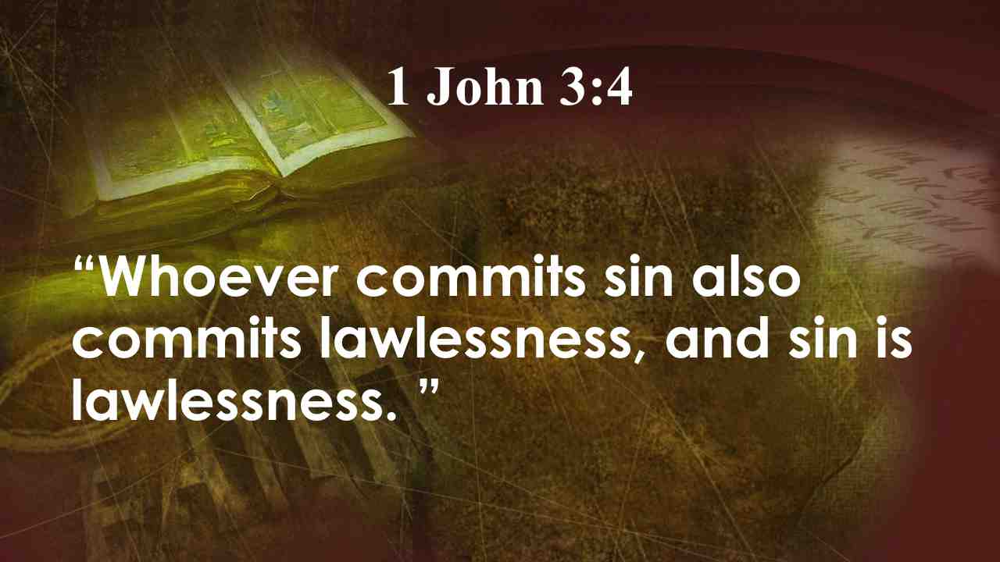 1 John 3:4
“Whoever commits sin also
commits lawlessness, and sin is
lawlessness. ”